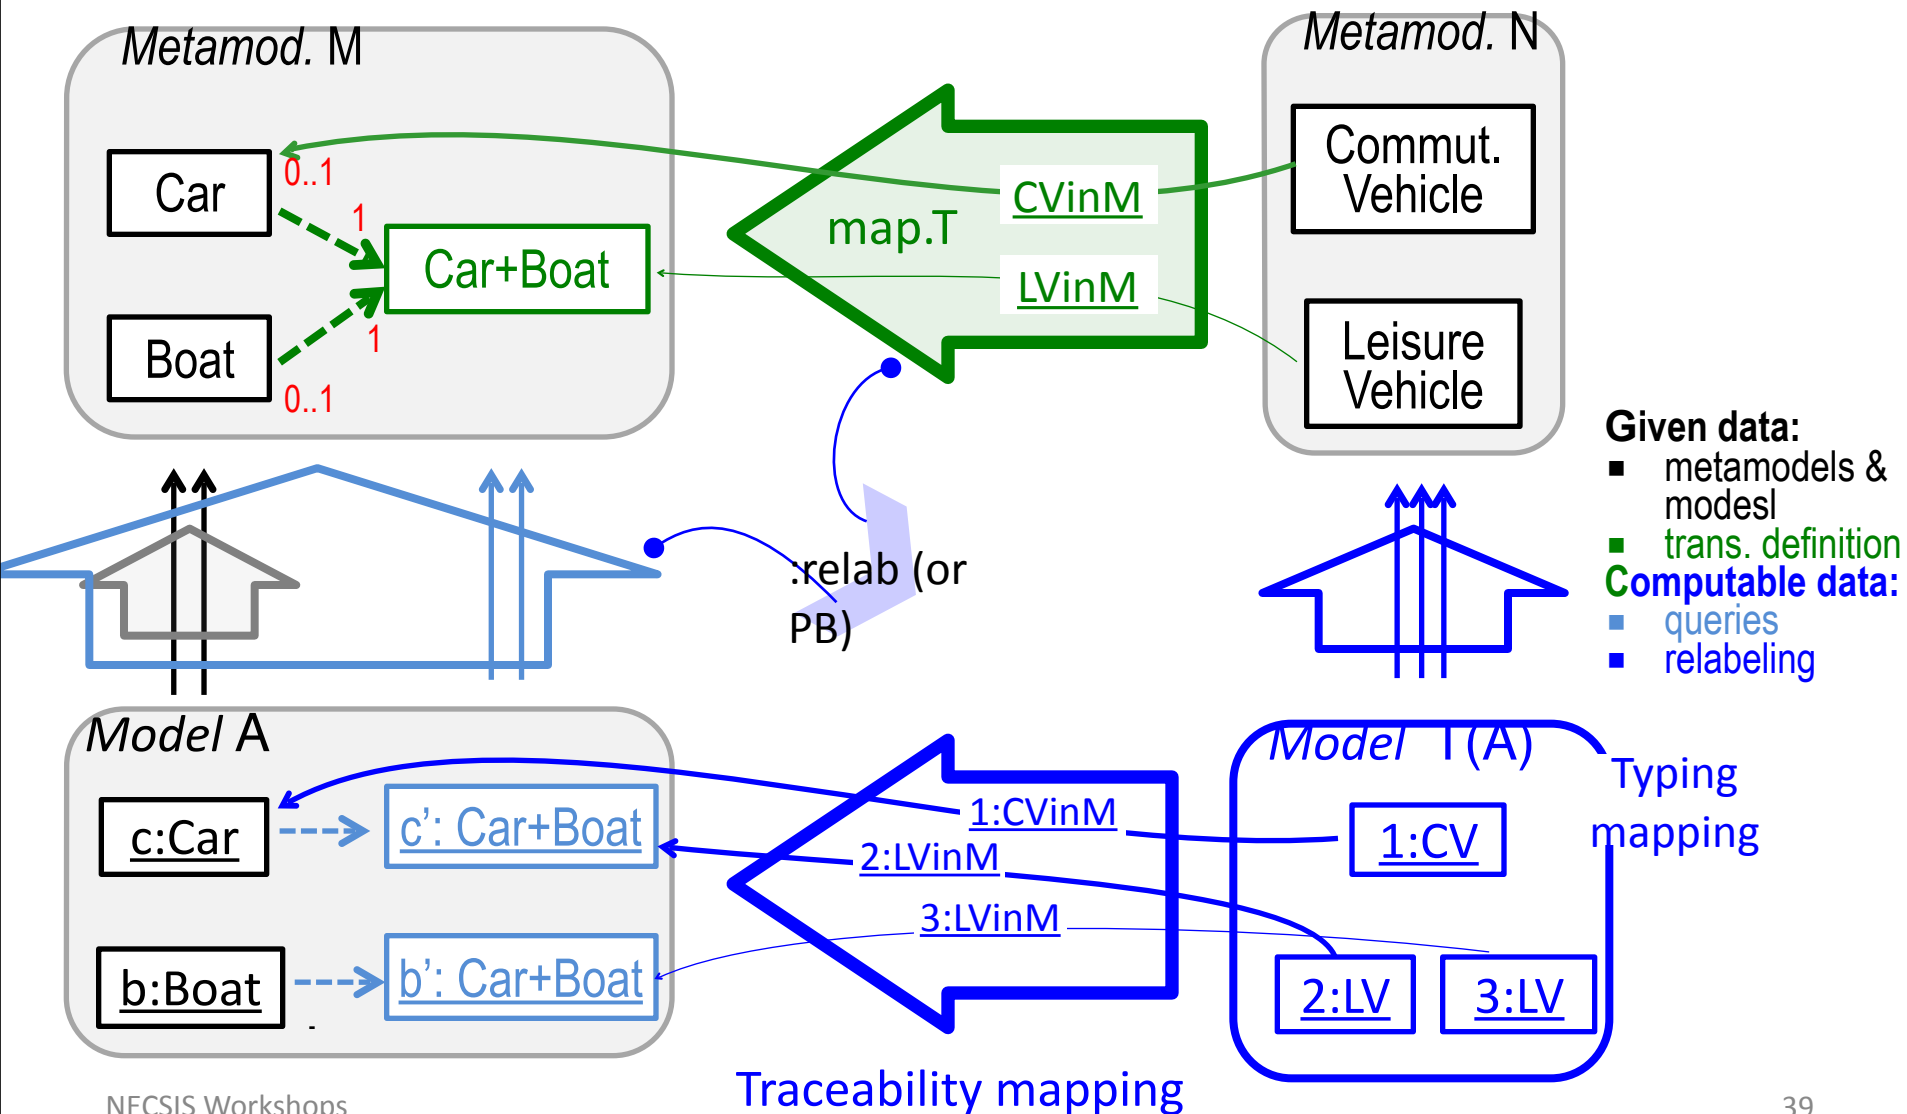 Metamod. M
Metamod. N
Car
0..1
1
Car+Boat
Boat
1
0..1
map.T
CVinM
LVinM
Commut.
Vehicle
Leisure
Vehicle
Given data:
■ metamodels &
modesl
■ trans. definition
Computable data:
■ queries
■ relabeling
:relab (or
PB)
Model A
c:Car
c’: Car+Boat
b:Boat
b’: Car+Boat
1:CVinM
2:LVinM
3:LVinM
Model T(A)
1:CV
2:LV
3:LV
Typing
mapping
Traceability mapping
NECSIS Workshops
39